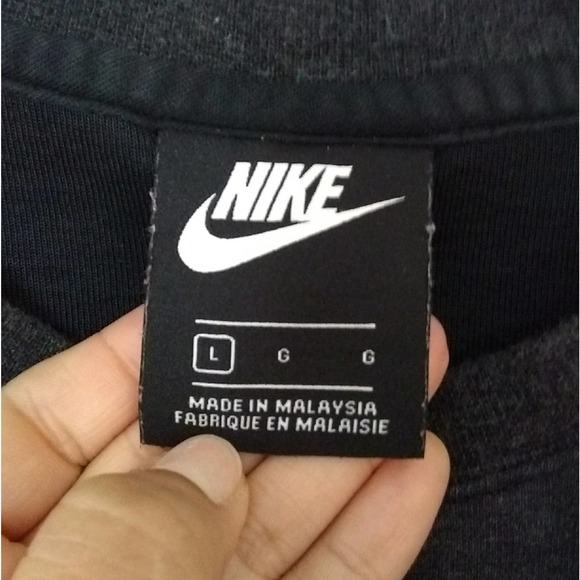 NIKE
L G G
MADE IN MALAYSIA
FABRIQUE EN MALAISIE